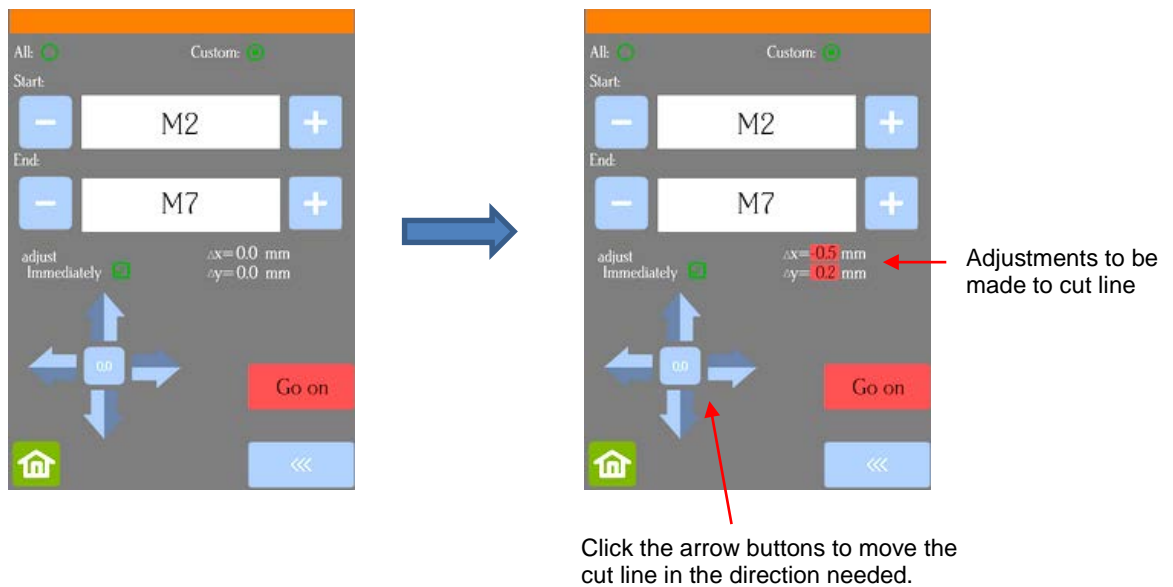 All: Custom:
Start:
− M2 +
End:
− M7 +
adjust
Immediately
△x= 0.0 mm
△y= 0.0 mm
0.0
Go on
<<<
All: Custom:
Start:
− M2 +
End:
− M7 +
adjust
Immediately
△x= -0.5 mm
△y= 0.2 mm
0.0
Go on
<<<
Adjustments to be
made to cut line
Click the arrow buttons to move the
cut line in the direction needed.